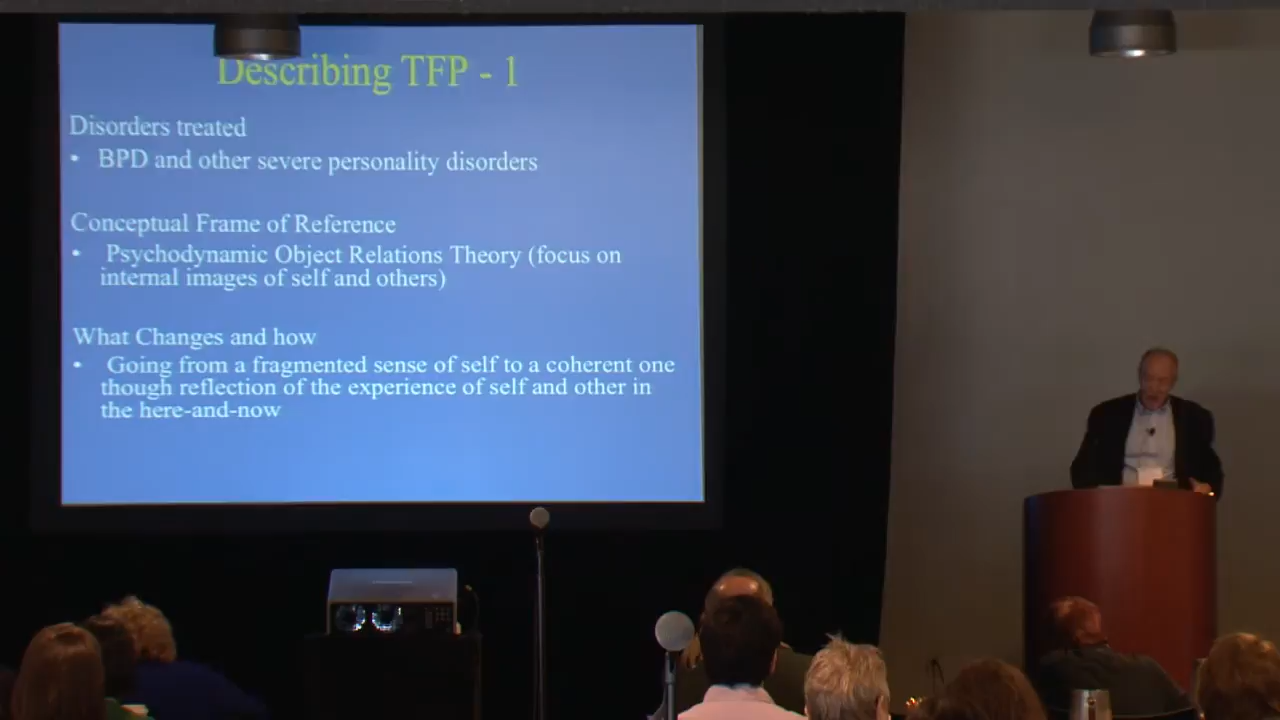 Describing TFP - 1
Disorders treated
• BPD and other severe personality disorders
Conceptual Frame of Reference
• Psychodynamic Object Relations Theory (focus on
internal images of self and others)
What Changes and how
• Going from a fragmented sense of self to a coherent one
though reflection of the experience of self and other in
the here-and-now